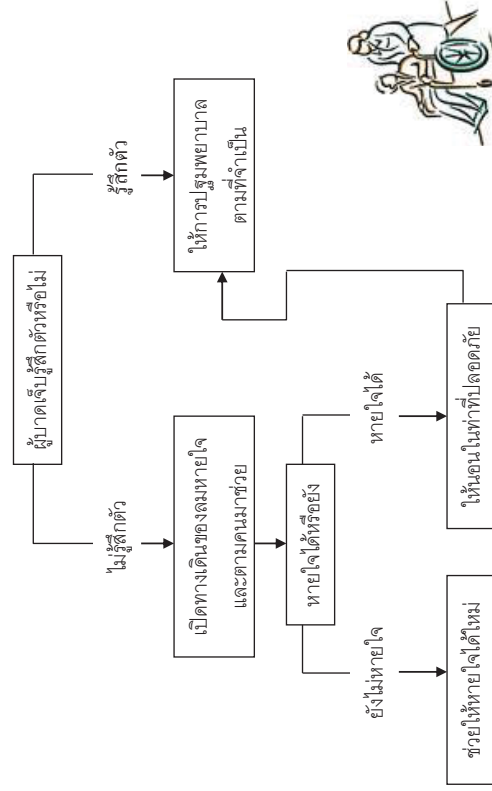 ผู้บาดเจ็บรู้สึกตัวหรือไม่
ไม่รู้สึกตัว
รู้สึกตัว
เปิดทางเดินของลมหายใจ
และตามคนมาช่วย
ให้การปฐมพยาบาล
ตามที่จำเป็น
หายใจได้หรือยัง
ยังไม่หายใจ
หายใจได้
ช่วยให้หายใจได้ใหม่
ให้นอนในท่าที่ปลอดภัย